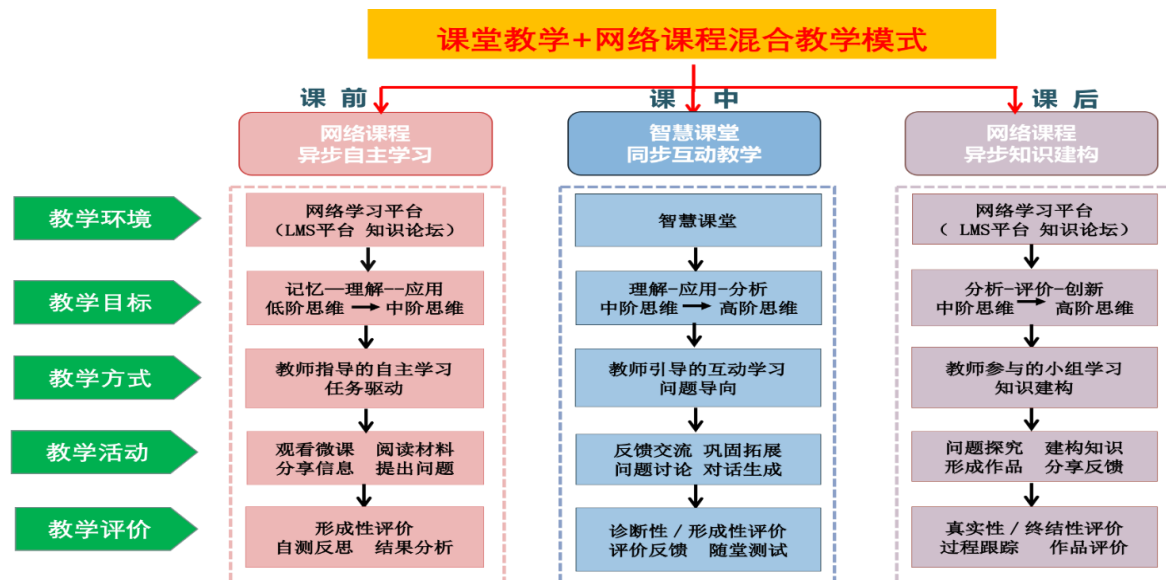 课堂教学+网络课程混合教学模式
课 前
课 中
课 后
网络课程
异步自主学习
智慧课堂
同步互动教学
网络课程
异步知识建构
教学环境
网络学习平台
（LMS平台 知识论坛）
智慧课堂
网络学习平台
（ LMS平台 知识论坛）
教学目标
记忆—理解--应用
低阶思维 → 中阶思维
理解-应用-分析
中阶思维 → 高阶思维
分析-评价-创新
中阶思维 → 高阶思维
教学方式
教师指导的自主学习
任务驱动
教师引导的互动学习
问题导向
教师参与的小组学习
知识建构
教学活动
观看微课 阅读材料
分享信息 提出问题
反馈交流 巩固拓展
问题讨论 对话生成
问题探究 建构知识
形成作品 分享反馈
教学评价
形成性评价
自测反思 结果分析
诊断性/形成性评价
评价反馈 随堂测试
真实性/终结性评价
过程跟踪 作品评价